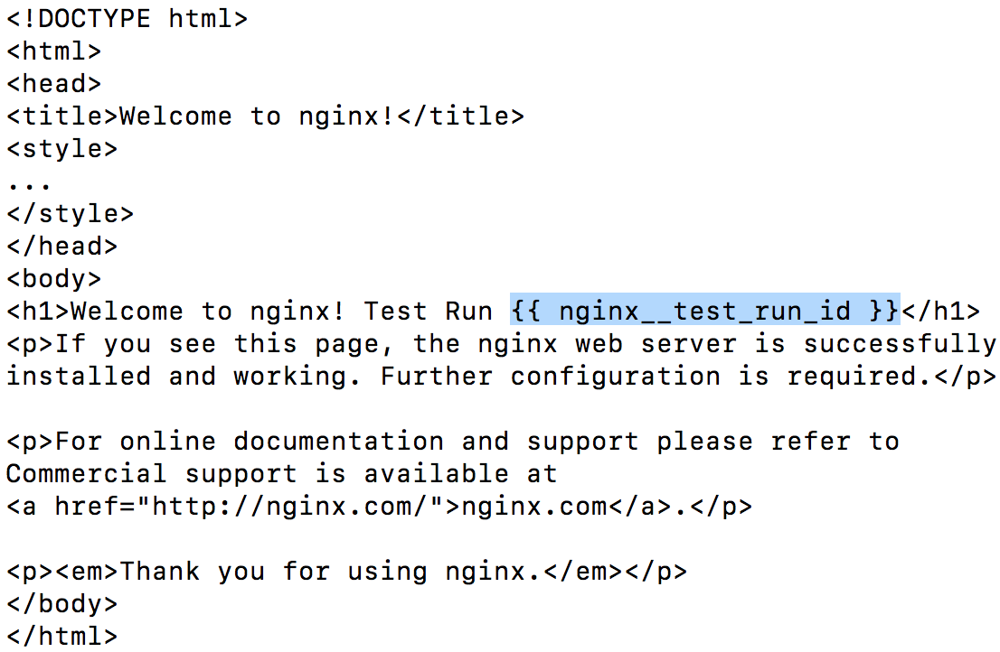 <!DOCTYPE html>
<html>
<head>
<title>Welcome to nginx!</title>
<style>
...
</style>
</head>
<body>
<h1>Welcome to nginx! Test Run {{ nginx__test_run_id }}</h1>
<p>If you see this page, the nginx web server is successfully
installed and working. Further configuration is required.</p>
<p>For online documentation and support please refer to
Commercial support is available at
<a href="http://nginx.com/">nginx.com</a>.</p>
<p><em>Thank you for using nginx.</em></p>
</body>
</html>